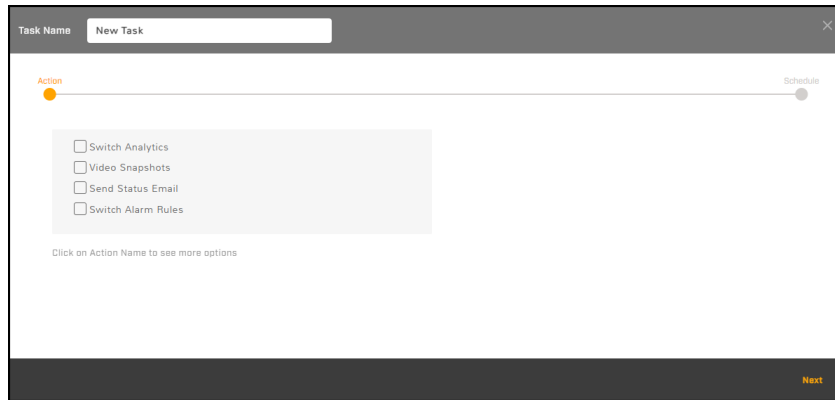 Task Name New Task
Action Schedule
Switch Analytics
Video Snapshots
Send Status Email
Switch Alarm Rules
Click on Action Name to see more options
Next